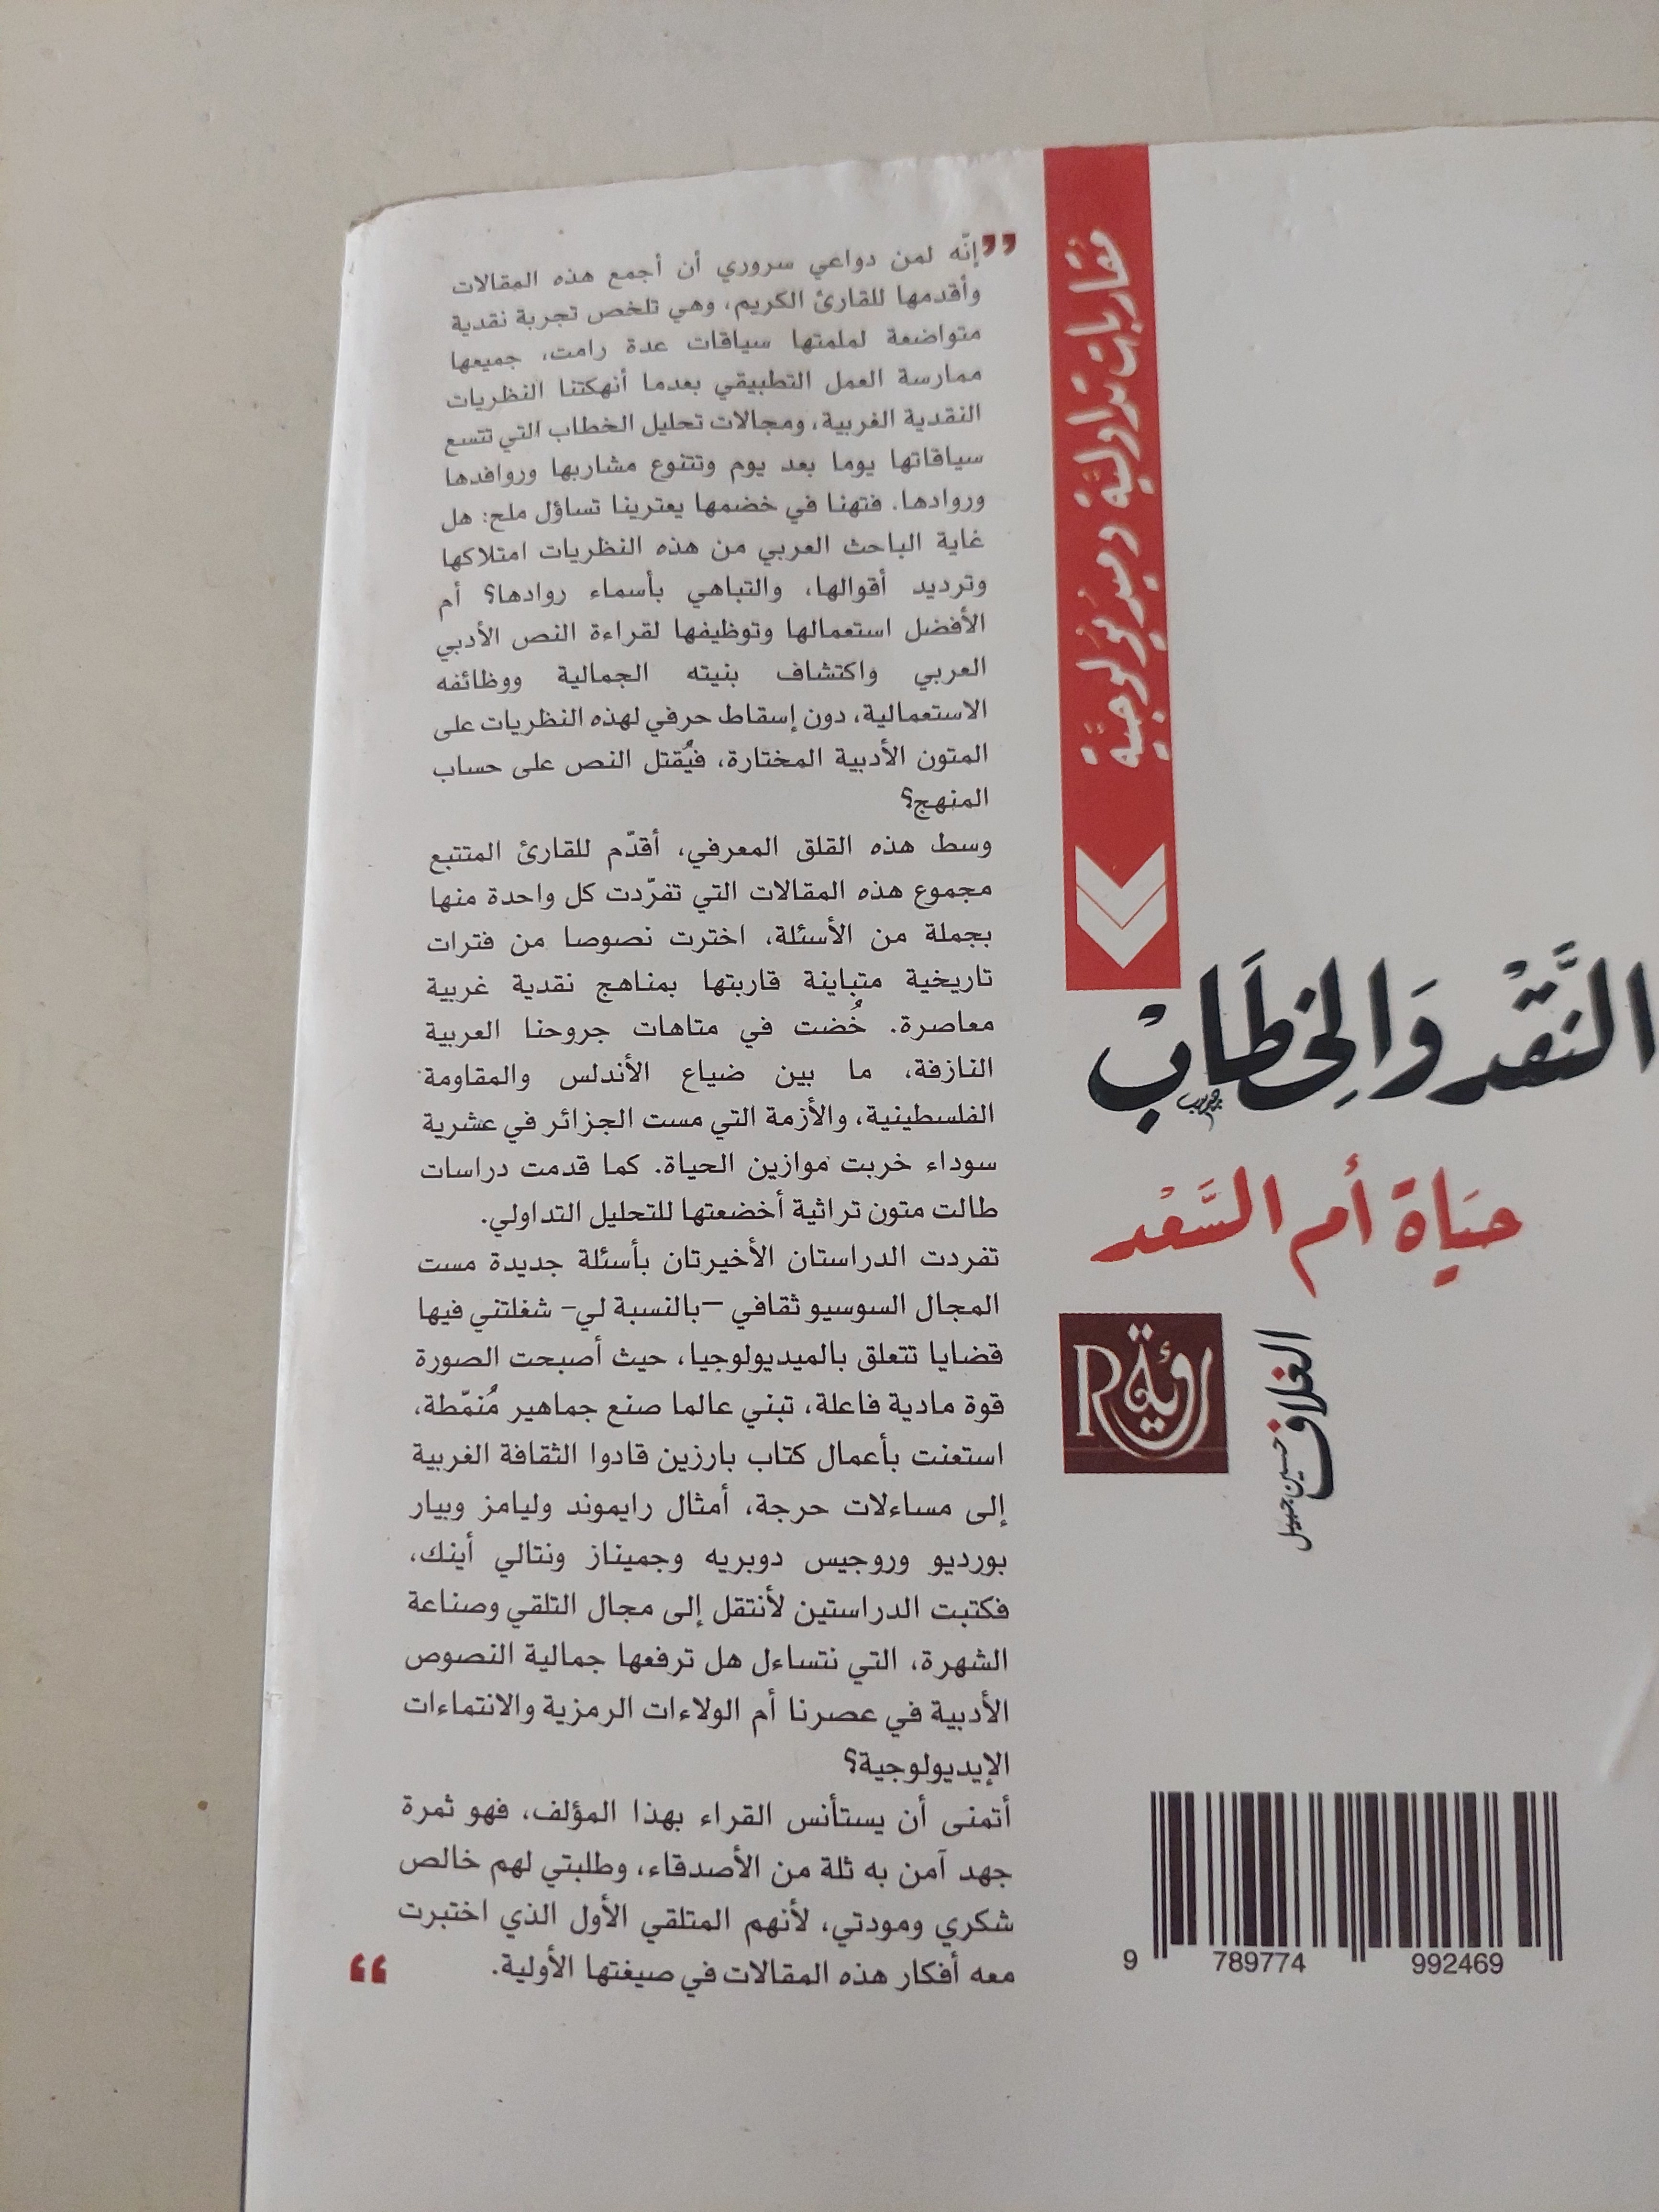 إنّه لمن دواعي سروري أن أجمع هذه المقالات
وأقدمها للقارئ الكريم، وهي تلخص تجربة نقدية
متواضعة لملمتها سياقات عدة رامت، جميعها
ممارسة العمل التطبيقي بعدما أنهكتنا النظريات
النقدية الغربية، ومجالات تحليل الخطاب التي تتسع
سياقاتها يوما بعد يوم وتتنوع مشاربها وروافدها
وروادها. فتهنا في خضمها يعترينا تساؤل ملح: هل
غاية الباحث العربي من هذه النظريات امتلاكها
وترديد أقوالها، والتباهي بأسماء روادها؟ أم
الأفضل استعمالها وتوظيفها لقراءة النص الأدبي
العربي واكتشاف بنيته الجمالية ووظائفه
الاستعمالية، دون إسقاط حرفي لهذه النظريات على
المتون الأدبية المختارة، فيُقتل النص على حساب
المنهج؟
وسط هذه القلق المعرفي، أقدّم للقارئ المتتبع
مجموع هذه المقالات التي تفرّدت كل واحدة منها
بجملة من الأسئلة، اخترت نصوصا من فترات
تاريخية متباينة قاربتها بمناهج نقدية غربية
معاصرة. خُضت في متاهات جروحنا العربية
النازفة، ما بين ضياع الأندلس والمقاومة
الفلسطينية، والأزمة التي مست الجزائر في عشرية
سوداء خربت موازين الحياة. كما قدمت دراسات
طالت متون تراثية أخضعتها للتحليل التداولي.
تفردت الدراستان الأخيرتان بأسئلة جديدة مست
المجال السوسيو ثقافي –بالنسبة لي– شغلتني فيها
قضايا تتعلق بالميديولوجيا، حيث أصبحت الصورة
قوة مادية فاعلة، تبني عالما صنع جماهير مُنمّطة،
استعنت بأعمال كتاب بارزين قادوا الثقافة الغربية
إلى مساءلات حرجة، أمثال رايموند وليامز وبيار
بورديو وروجيس دوبريه وجميناز ونتالي أينك،
فكتبت الدراستين لأنتقل إلى مجال التلقي وصناعة
الشهرة، التي نتساءل هل ترفعها جمالية النصوص
الأدبية في عصرنا أم الولاءات الرمزية والانتماءات
الإيديولوجية؟
أتمنى أن يستأنس القراء بهذا المؤلف، فهو ثمرة
جهد آمن به ثلة من الأصدقاء، وطلبتي لهم خالص
شكري ومودتي، لأنهم المتلقي الأول الذي اختبرت
معه أفكار هذه المقالات في صيغتها الأولية.
مقاربات تداوليَّة وميديُولوجيَّة
النَّقْد وَالخِطَابْ
حيَاة أم السَّعْد
رؤية
R
الغلاف
حسين جبيل
9 789774 992469